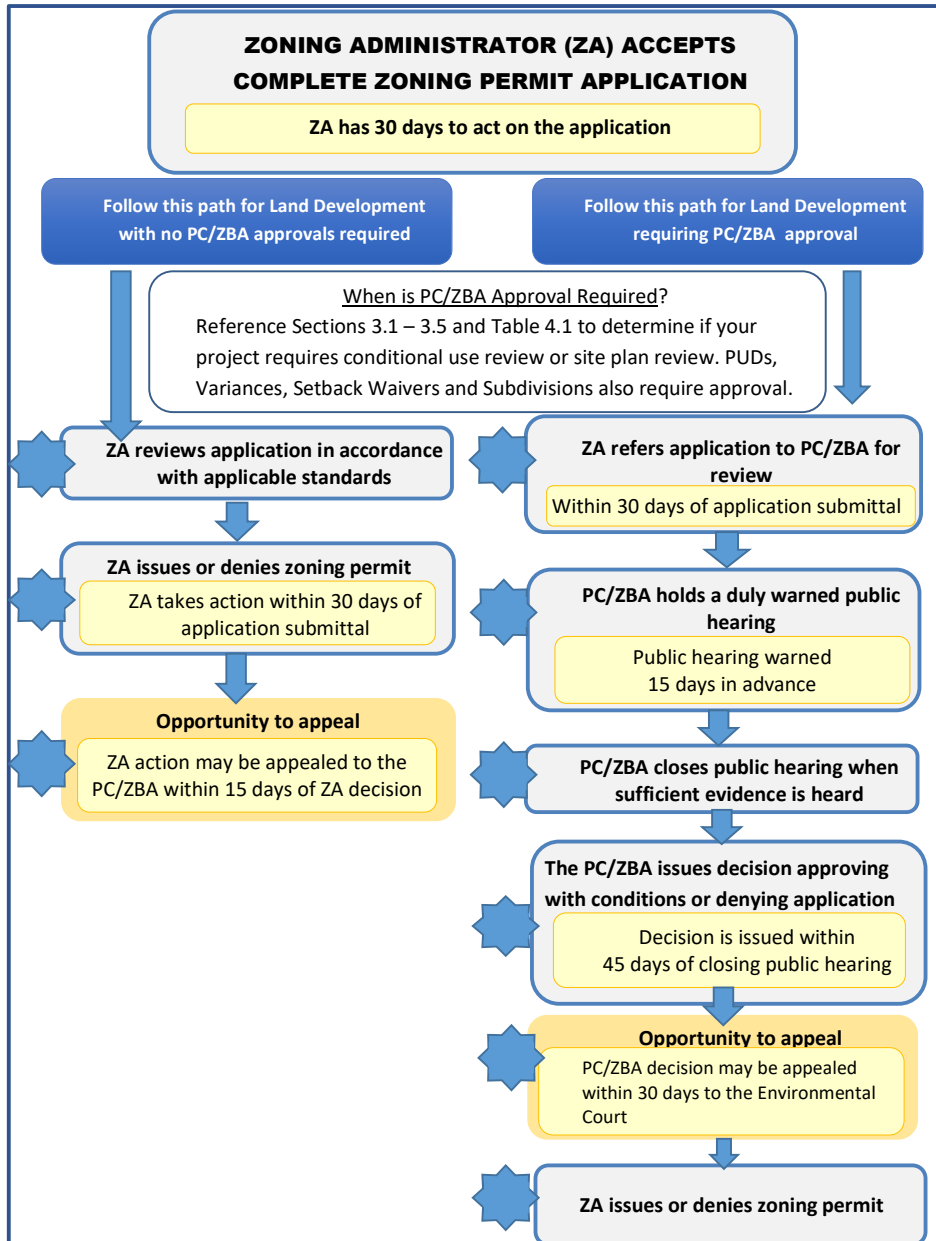 ZONING ADMINISTRATOR (ZA) ACCEPTS
COMPLETE ZONING PERMIT APPLICATION
ZA has 30 days to act on the application
Follow this path for Land Development
with no PC/ZBA approvals required
Follow this path for Land Development
requiring PC/ZBA approval
When is PC/ZBA Approval Required?
Reference Sections 3.1 – 3.5 and Table 4.1 to determine if your
project requires conditional use review or site plan review. PUDs,
Variances, Setback Waivers and Subdivisions also require approval.
ZA reviews application in accordance
with applicable standards
ZA issues or denies zoning permit
ZA takes action within 30 days of
application submittal
Opportunity to appeal
ZA action may be appealed to the
PC/ZBA within 15 days of ZA decision
ZA refers application to PC/ZBA for
review
Within 30 days of application submittal
PC/ZBA holds a duly warned public
hearing
Public hearing warned
15 days in advance
PC/ZBA closes public hearing when
sufficient evidence is heard
The PC/ZBA issues decision approving
with conditions or denying application
Decision is issued within
45 days of closing public hearing
Opportunity to appeal
PC/ZBA decision may be appealed
within 30 days to the Environmental
Court
ZA issues or denies zoning permit